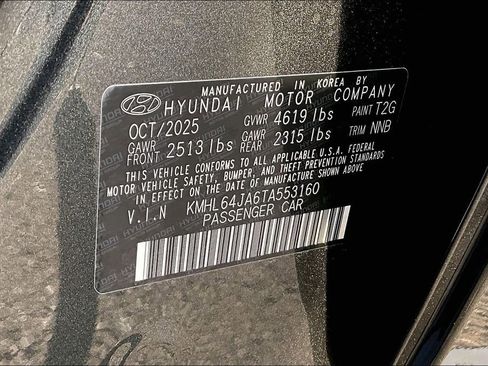 MANUFACTURED IN KOREA BY
HYUNDAI MOTOR COMPANY
OCT/2025 GVWR 4619 lbs PAINT T2G
GAWR FRONT 2513 lbs GAWR REAR 2315 lbs TRIM NNB
THIS VEHICLE CONFORMS TO ALL APPLICABLE U.S.A. FEDERAL
MOTOR VEHICLE SAFETY, BUMPER, AND THEFT PREVENTION STANDARDS
IN EFFECT ON THE DATE OF MANUFACTURE SHOWN ABOVE.
V.I.N KMHL64JA6TA553160
PASSENGER CAR